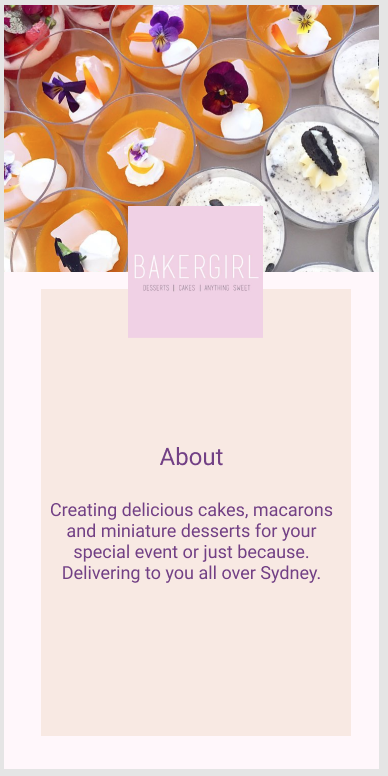 BAKERGIRL
DESSERTS | CAKES | ANYTHING SWEET
About
Creating delicious cakes, macarons
and miniature desserts for your
special event or just because.
Delivering to you all over Sydney.